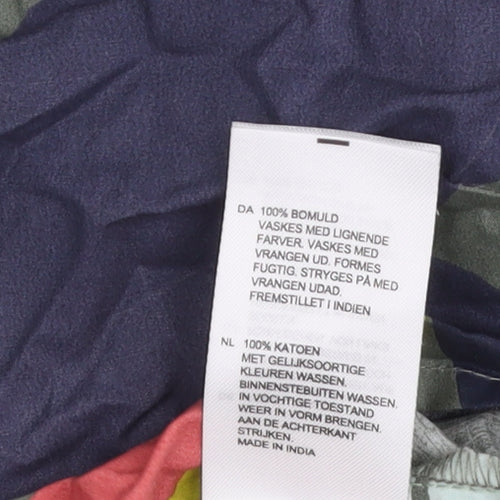 DA 100% BOMULD
VASKES MED LIGNENDE
FARVER. VASKES MED
VRANGEN UD. FORMES
FUGTIG. STRYGES PÅ MED
VRANGEN UDAD.
FREMSTILLET I INDIEN
NL 100% KATOEN
MET GELIJKSOORTIGE
KLEUREN WASSEN.
BINNENSTEBUITEN WASSEN.
IN VOCHTIGE TOESTAND
WEER IN VORM BRENGEN.
AAN DE ACHTERKANT
STRIJKEN.
MADE IN INDIA